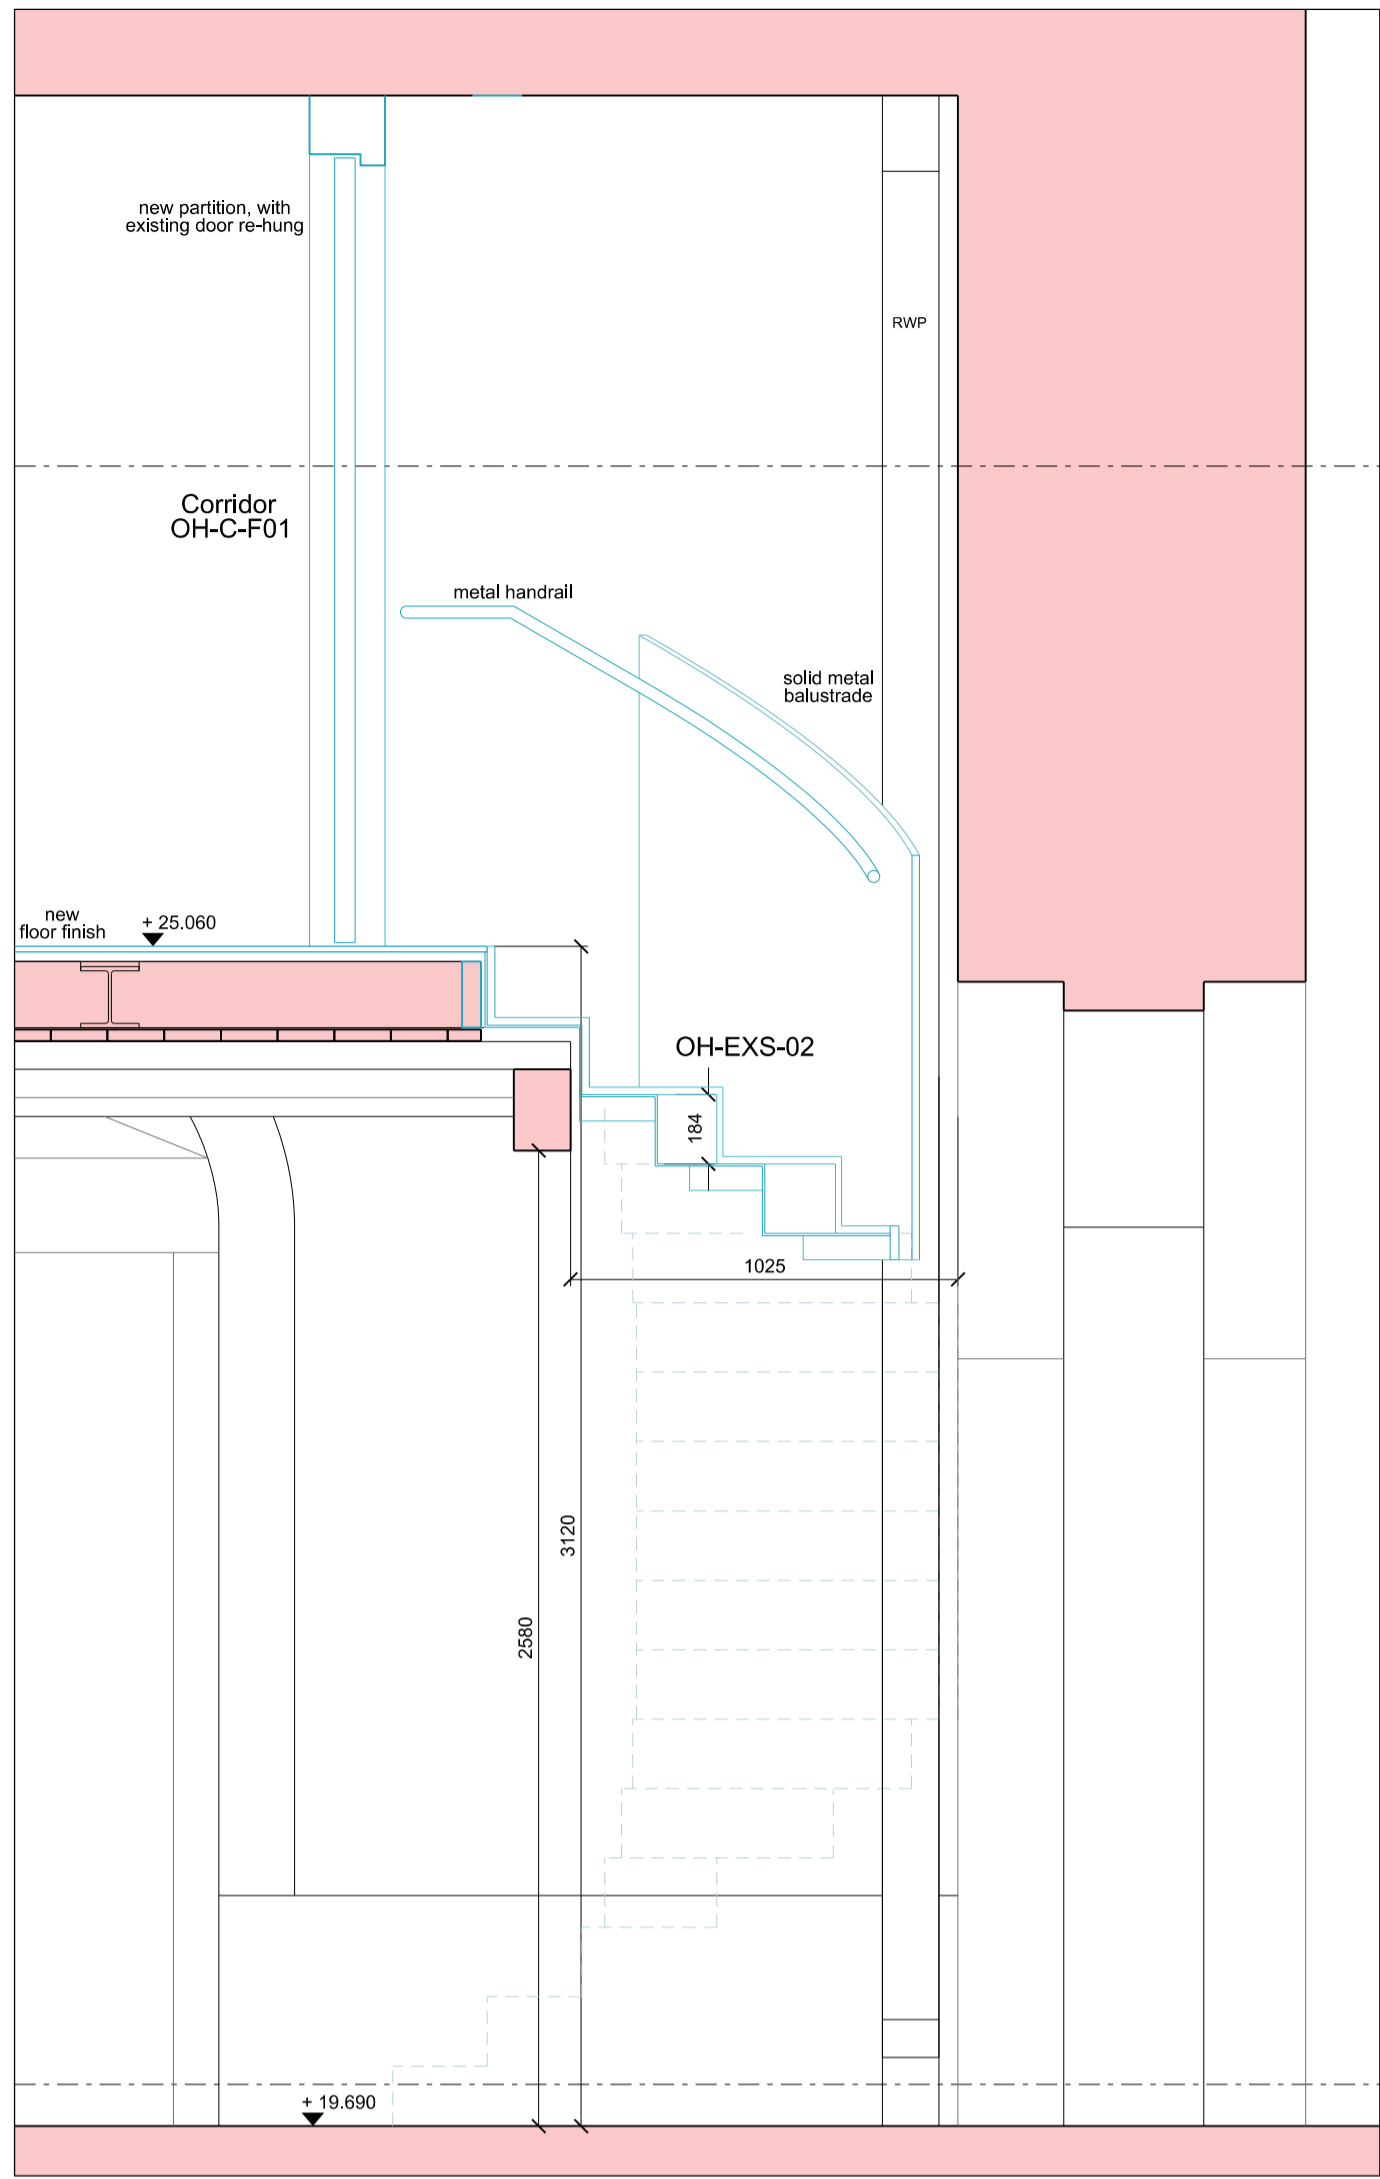 new partition, with
existing door re-hung
RWP
Corridor
OH-C-F01
metal handrail
solid metal
balustrade
new
floor finish
+ 25.060
OH-EXS-02
184
1025
3120
2580
+ 19.690